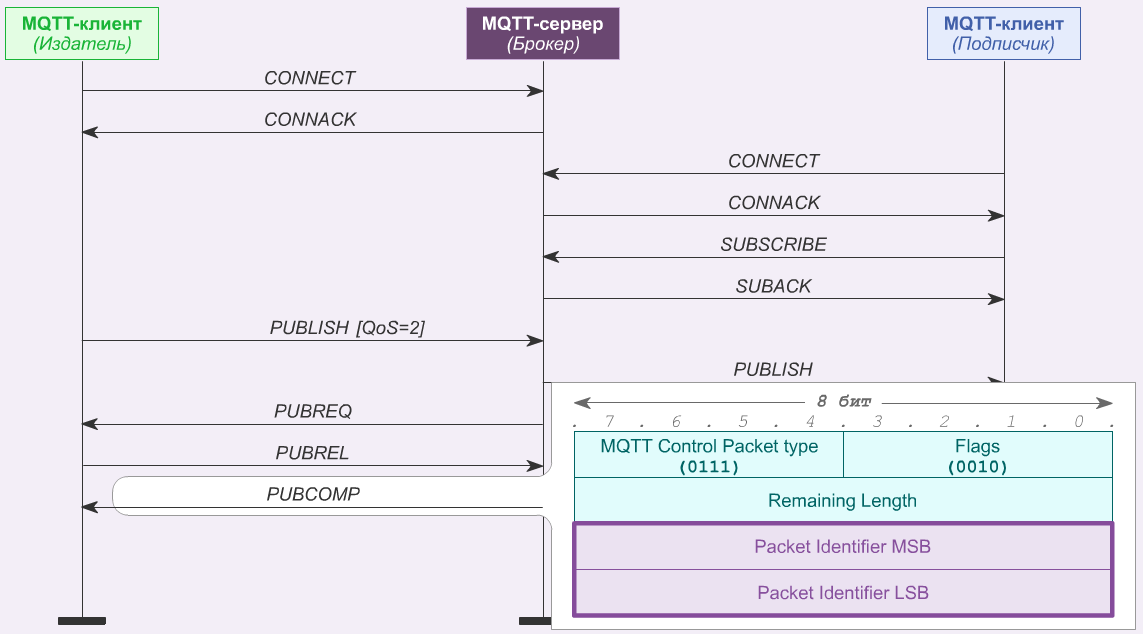 MQTT-клиент
(Издатель)
MQTT-сервер
(Брокер)
MQTT-клиент
(Подписчик)
CONNECT
CONNACK
CONNECT
CONNACK
SUBSCRIBE
SUBACK
PUBLISH [QoS=2]
PUBLISH
PUBREQ
PUBREL
PUBCOMP
8 бит
. 7 . 6 . 5 . 4 . 3 . 2 . 1 . 0 .
MQTT Control Packet type
(0111)
Flags
(0010)
Remaining Length
Packet Identifier MSB
Packet Identifier LSB